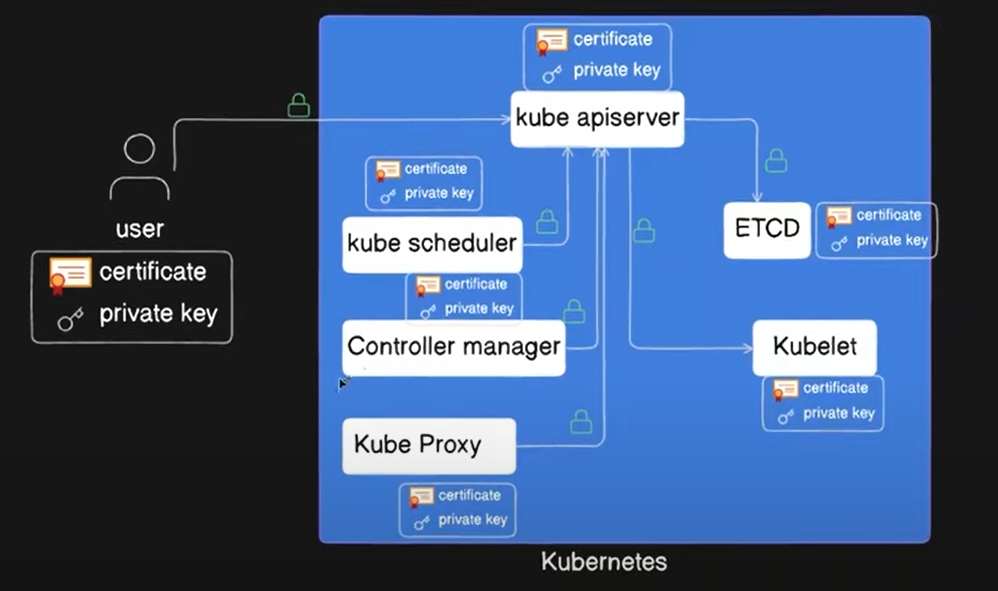 certificate
private key
kube apiserver
user
certificate
private key
certificate
private key
kube scheduler
certificate
private key
Controller manager
Kube Proxy
certificate
private key
ETCD
certificate
private key
Kubelet
certificate
private key
Kubernetes